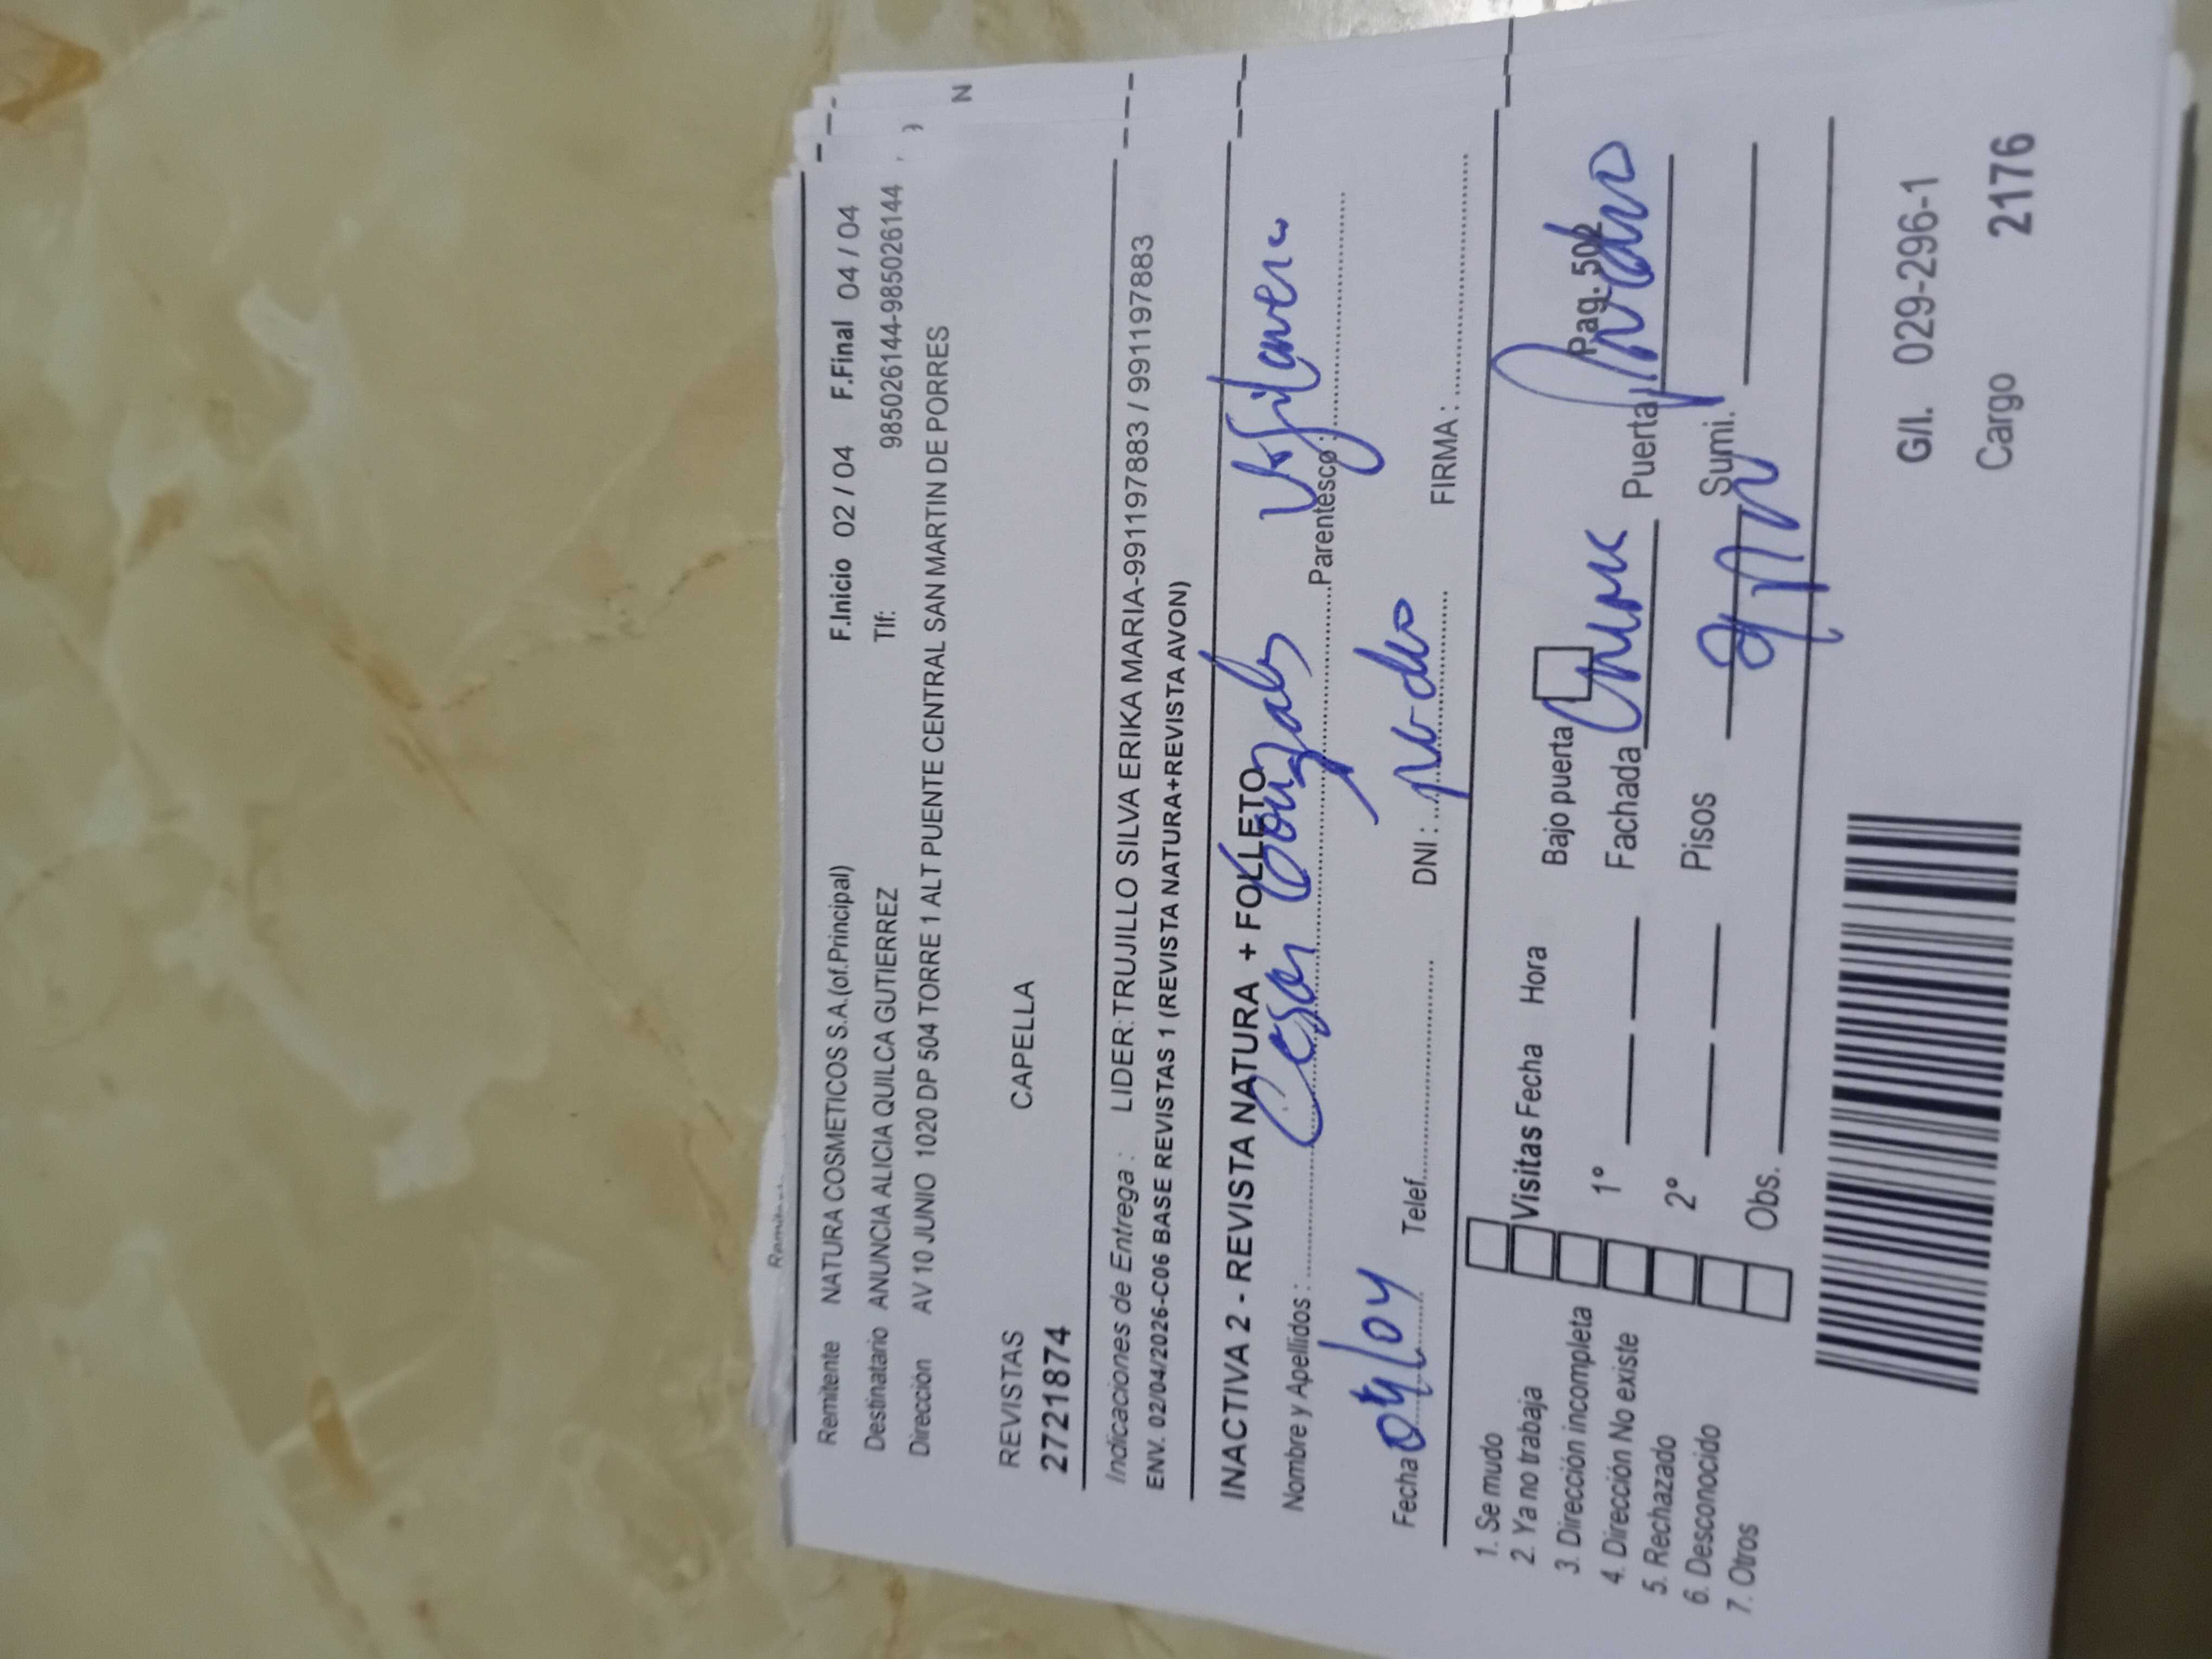 Remitente NATURA COSMETICOS S.A.(of.Principal) F.Inicio 02 / 04 F.Final 04 / 04
Destinatario ANUNCIA ALICIA QUILCA GUTIERREZ Tlf: 985026144-985026144
Dirección AV 10 JUNIO 1020 DP 504 TORRE 1 ALT PUENTE CENTRAL SAN MARTIN DE PORRES
N
REVISTAS CAPELLA
2721874
Indicaciones de Entrega : LIDER:TRUJILLO SILVA ERIKA MARIA-991197883 / 991197883
ENV. 02/04/2026-C06 BASE REVISTAS 1 (REVISTA NATURA+REVISTA AVON)
INACTIVA 2 - REVISTA NATURA + FOLLETO
Nombre y Apellidos : Cesar Gonzales Parentesco : Vigilancia
Fecha 04/04 Telef. DNI : no dio FIRMA :
1. Se mudo
2. Ya no trabaja
3. Dirección incompleta
4. Dirección No existe
5. Rechazado
6. Desconocido
7. Otros
Visitas Fecha Hora Bajo puerta Pag. 502
1° Fachada Puerta
2° Pisos Sumi.
Obs.
G/I. 029-296-1
Cargo 2176